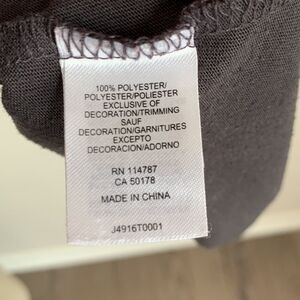 100% POLYESTER/
POLYESTER/POLIESTER
EXCLUSIVE OF
DECORATION/TRIMMING
SAUF
DECORATION/GARNITURES
EXCEPTO
DECORACION/ADORNO
RN 114787
CA 50178
MADE IN CHINA
J4916T0001